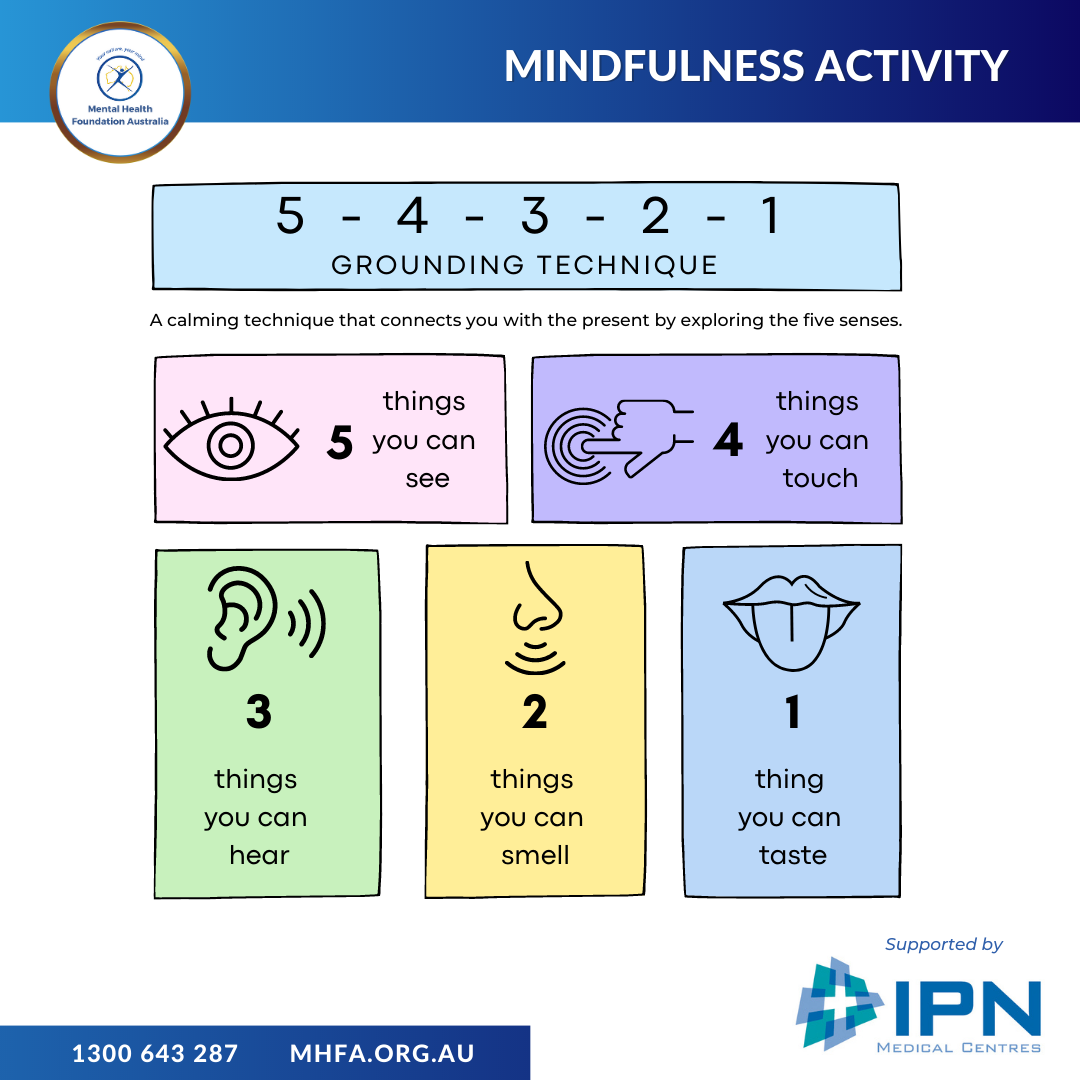 MINDFULNESS ACTIVITY
Mental Health
Foundation Australia
5 - 4 - 3 - 2 - 1
GROUNDING TECHNIQUE
A calming technique that connects you with the present by exploring the five senses.
5
things
you can
see
4
things
you can
touch
3
things
you can
hear
2
things
you can
smell
1
thing
you can
taste
Supported by
IPN
MEDICAL CENTRES
1300 643 287
MHFA.ORG.AU